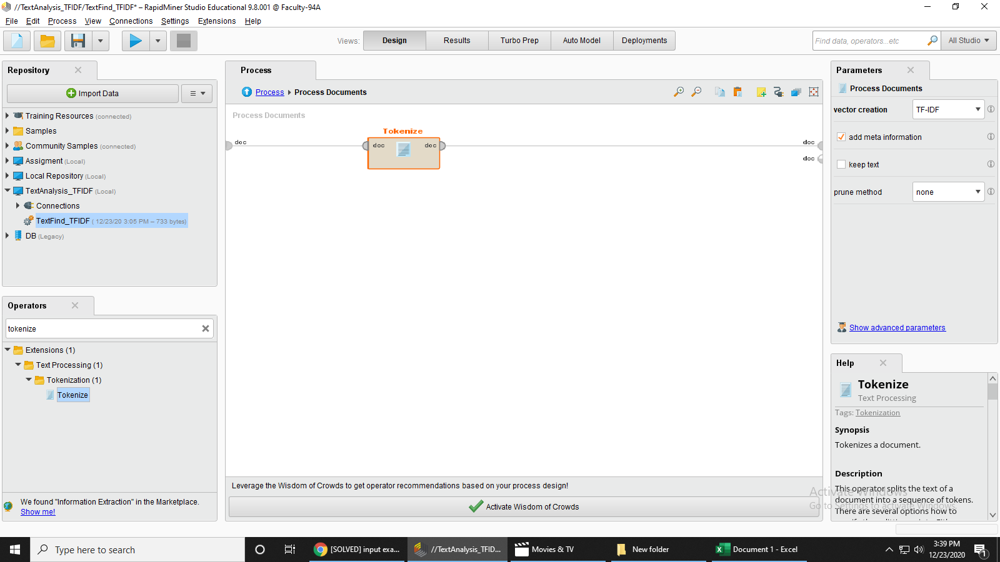 //TextAnalysis_TFIDF/TextFind_TFIDF* – RapidMiner Studio Educational 9.8.001 @ Faculty-94A
File Edit Process View Connections Settings Extensions Help
Views: Design Results Turbo Prep Auto Model Deployments
Find data, operators...etc
All Studio
Repository
Import Data
Training Resources (connected)
Samples
Community Samples (connected)
Assigment (Local)
Local Repository (Local)
TextAnalysis_TFIDF (Local)
Connections
TextFind_TFIDF ( 12/23/20 3:05 PM – 733 bytes)
DB (Legacy)
Operators
tokenize
Extensions (1)
Text Processing (1)
Tokenization (1)
Tokenize
We found "Information Extraction" in the Marketplace.
Show me!
Process
Process Process Documents
Process Documents
Tokenize
doc
doc
doc
doc
doc
Leverage the Wisdom of Crowds to get operator recommendations based on your process design!
Activate Wisdom of Crowds
Parameters
Process Documents
vector creation TF-IDF
add meta information
keep text
prune method none
Show advanced parameters
Help
Tokenize
Text Processing
Tags: Tokenization
Synopsis
Tokenizes a document.
Description
This operator splits the text of a
document into a sequence of tokens.
There are several options how to
Activate Windows
Go to Settings to activate Windows.
Type here to search
[SOLVED] input exa...
//TextAnalysis_TFID...
Movies & TV
New folder
Document 1 - Excel
3:39 PM
12/23/2020
1